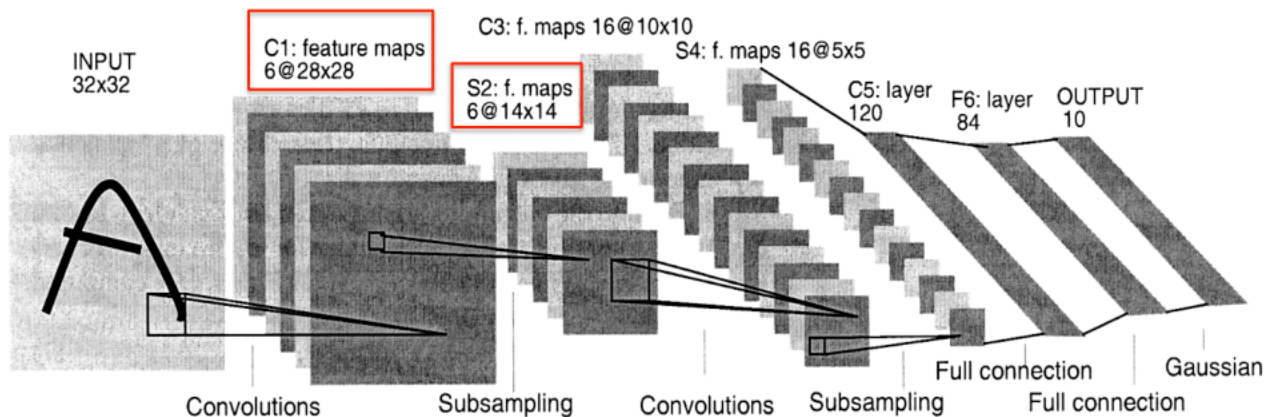 INPUT
32x32
C1: feature maps
6@28x28
S2: f. maps
6@14x14
C3: f. maps 16@10x10
S4: f. maps 16@5x5
C5: layer
120
F6: layer
84
OUTPUT
10
Convolutions
Subsampling
Convolutions
Subsampling
Full connection
Full connection
Gaussian